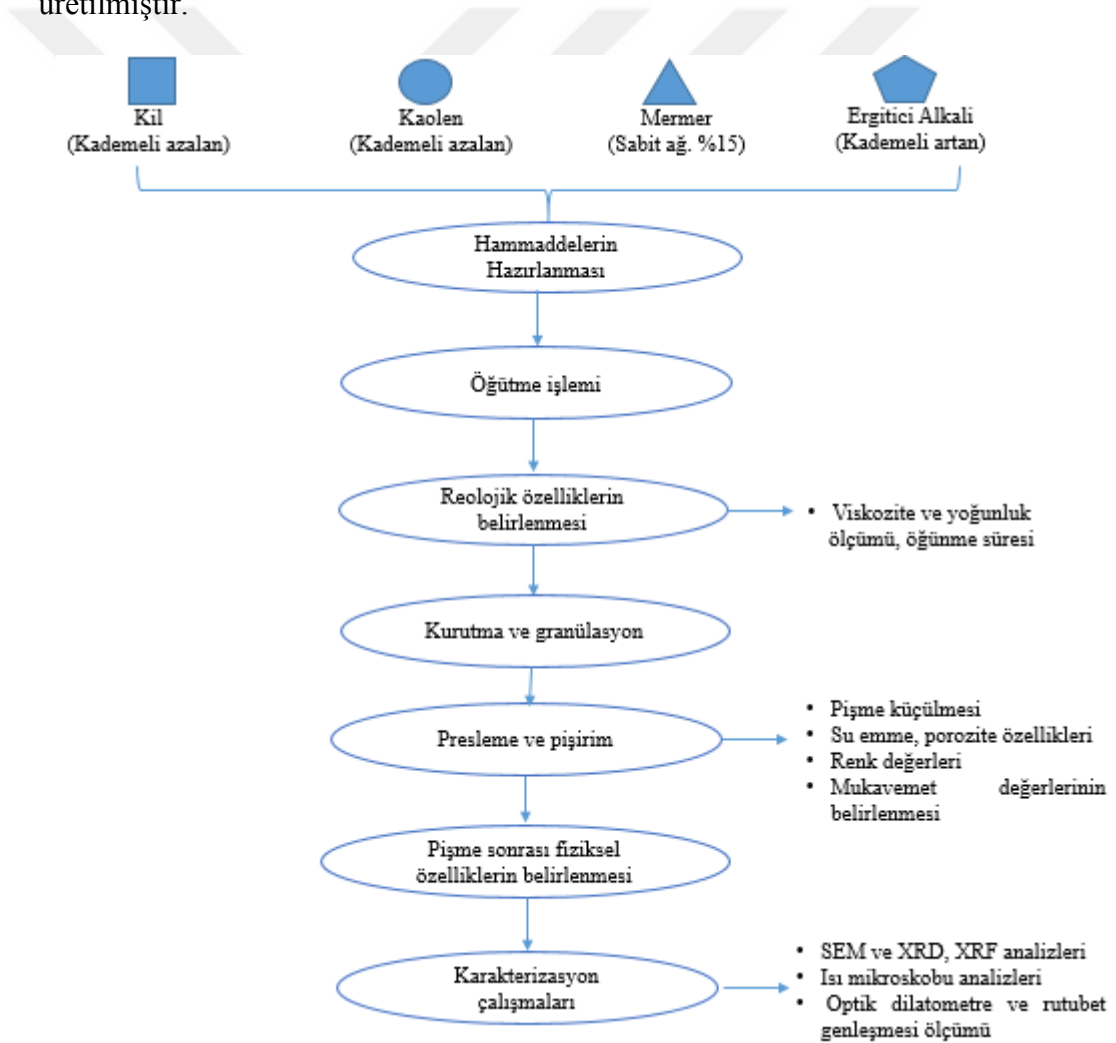 üretilmiştir.
Kil
(Kademeli azalan)
Kaolen
(Kademeli azalan)
Mermer
(Sabit ağ. %15)
Ergitici Alkali
(Kademeli artan)
Hammaddelerin
Hazırlanması
Öğütme işlemi
Reolojik özelliklerin
belirlenmesi
• Viskozite ve yoğunluk
ölçümü, öğünme süresi
Kurutma ve granülasyon
Presleme ve pişirim
• Pişme küçülmesi
• Su emme, porozite özellikleri
• Renk değerleri
• Mukavemet değerlerinin
belirlenmesi
Pişme sonrası fiziksel
özelliklerin belirlenmesi
Karakterizasyon
çalışmaları
• SEM ve XRD, XRF analizleri
• Isı mikroskobu analizleri
• Optik dilatometre ve rutubet
genleşmesi ölçümü